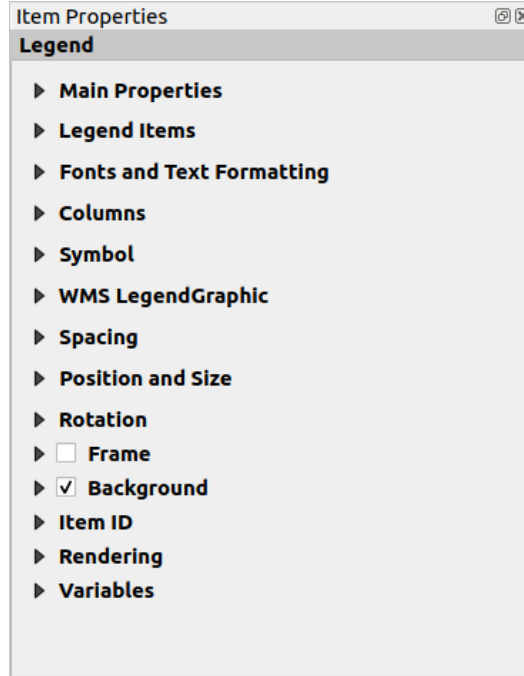 Item Properties
Legend
Main Properties
Legend Items
Fonts and Text Formatting
Columns
Symbol
WMS LegendGraphic
Spacing
Position and Size
Rotation
Frame
Background
Item ID
Rendering
Variables